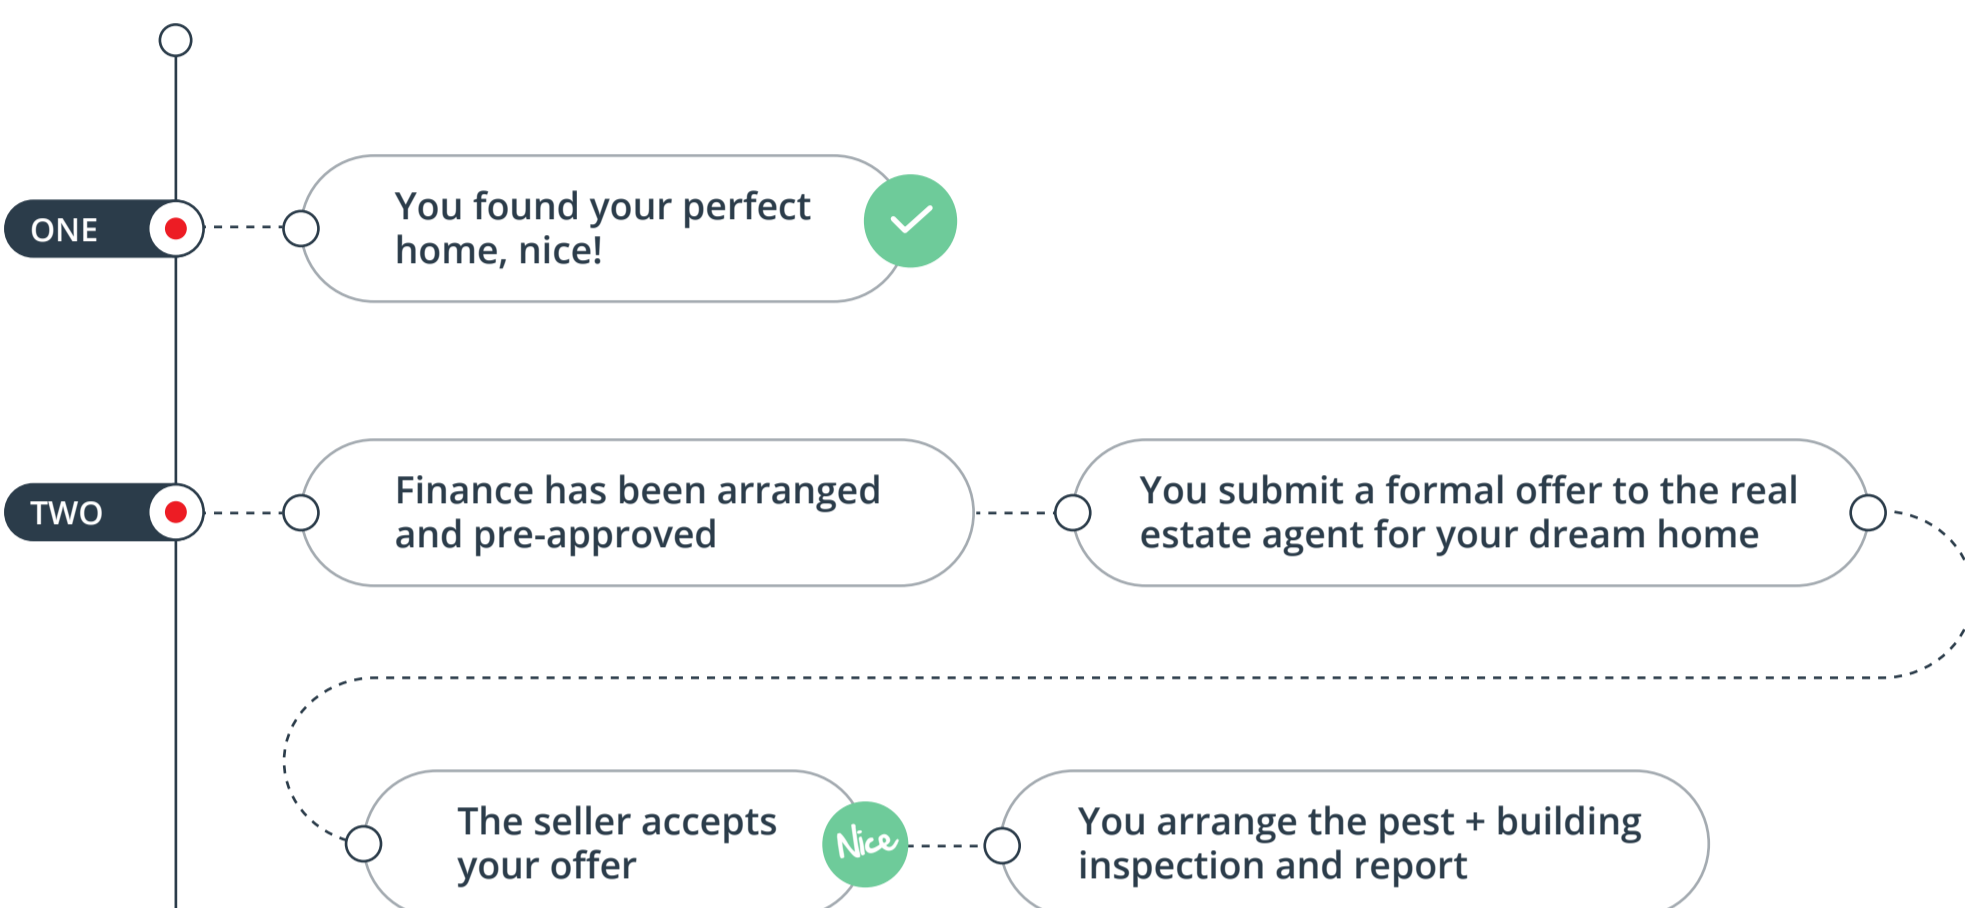 ONE
You found your perfect
home, nice!
TWO
Finance has been arranged
and pre-approved
You submit a formal offer to the real
estate agent for your dream home
The seller accepts
your offer
Nice
You arrange the pest + building
inspection and report